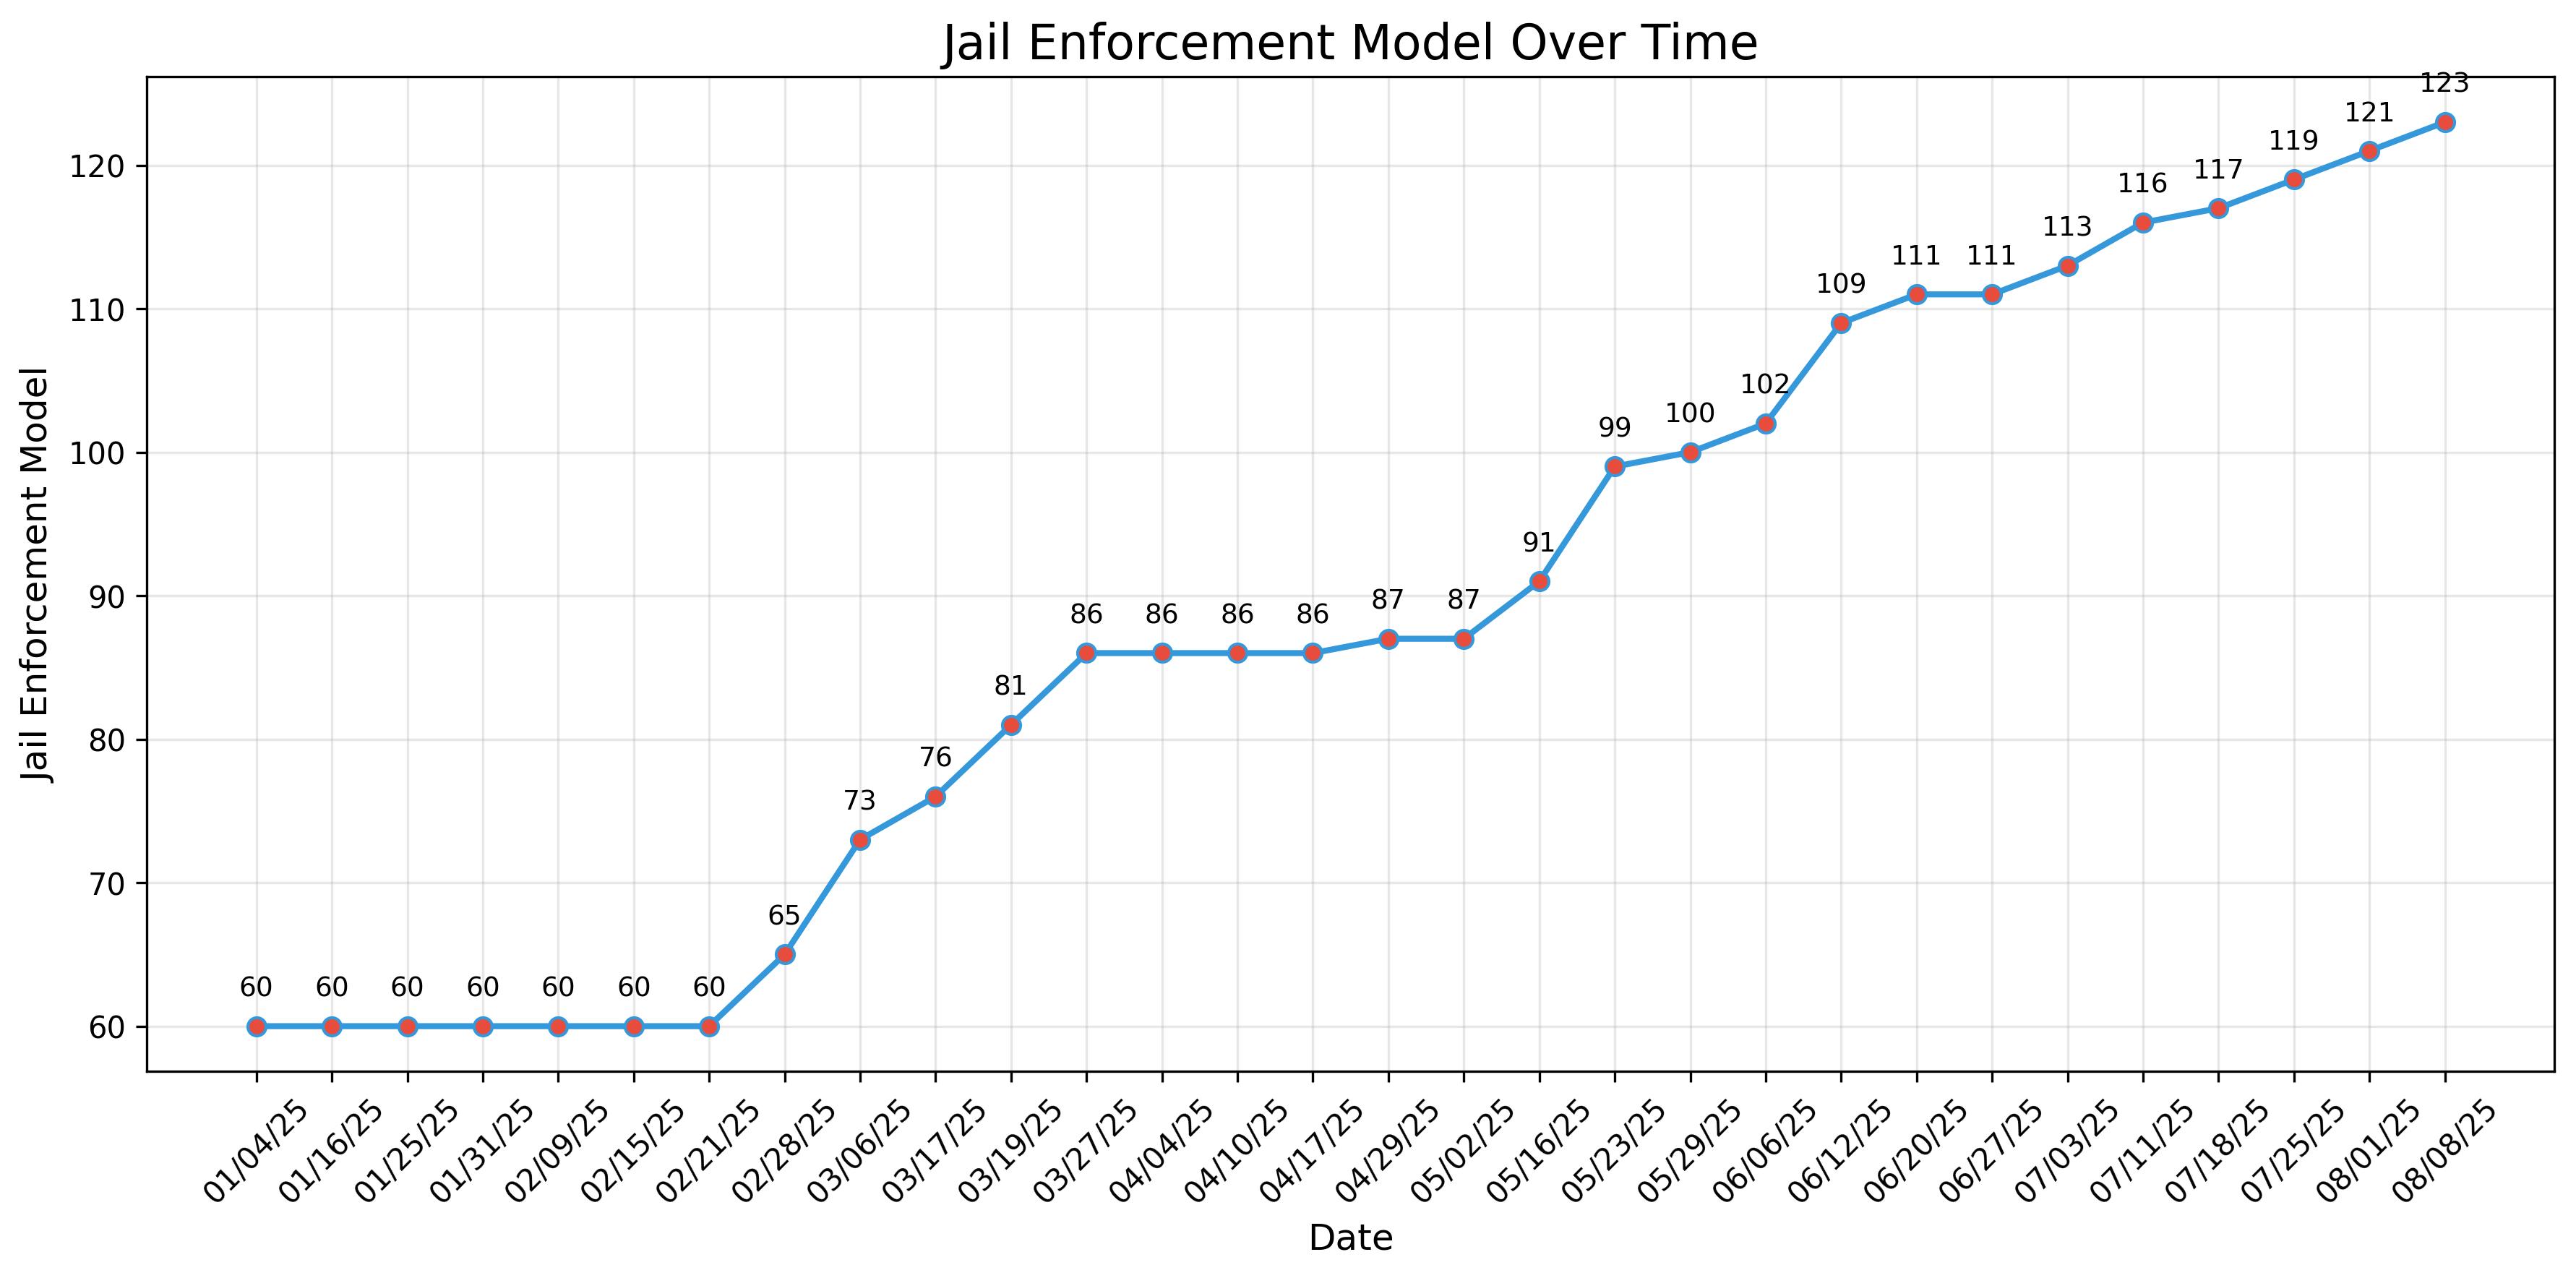 Jail Enforcement Model Over Time
Jail Enforcement Model
120
110
100
90
80
70
60
60 60 60 60 60 60 60 65 73 76 81 86 86 86 86 87 87 91 99 100 102 109 111 111 113 116 117 119 121 123
01/04/25 01/16/25 01/25/25 01/31/25 02/09/25 02/15/25 02/21/25 02/28/25 03/06/25 03/17/25 03/19/25 03/27/25 04/04/25 04/10/25 04/17/25 04/29/25 05/02/25 05/16/25 05/23/25 05/29/25 06/06/25 06/12/25 06/20/25 06/27/25 07/03/25 07/11/25 07/18/25 07/25/25 08/01/25 08/08/25
Date